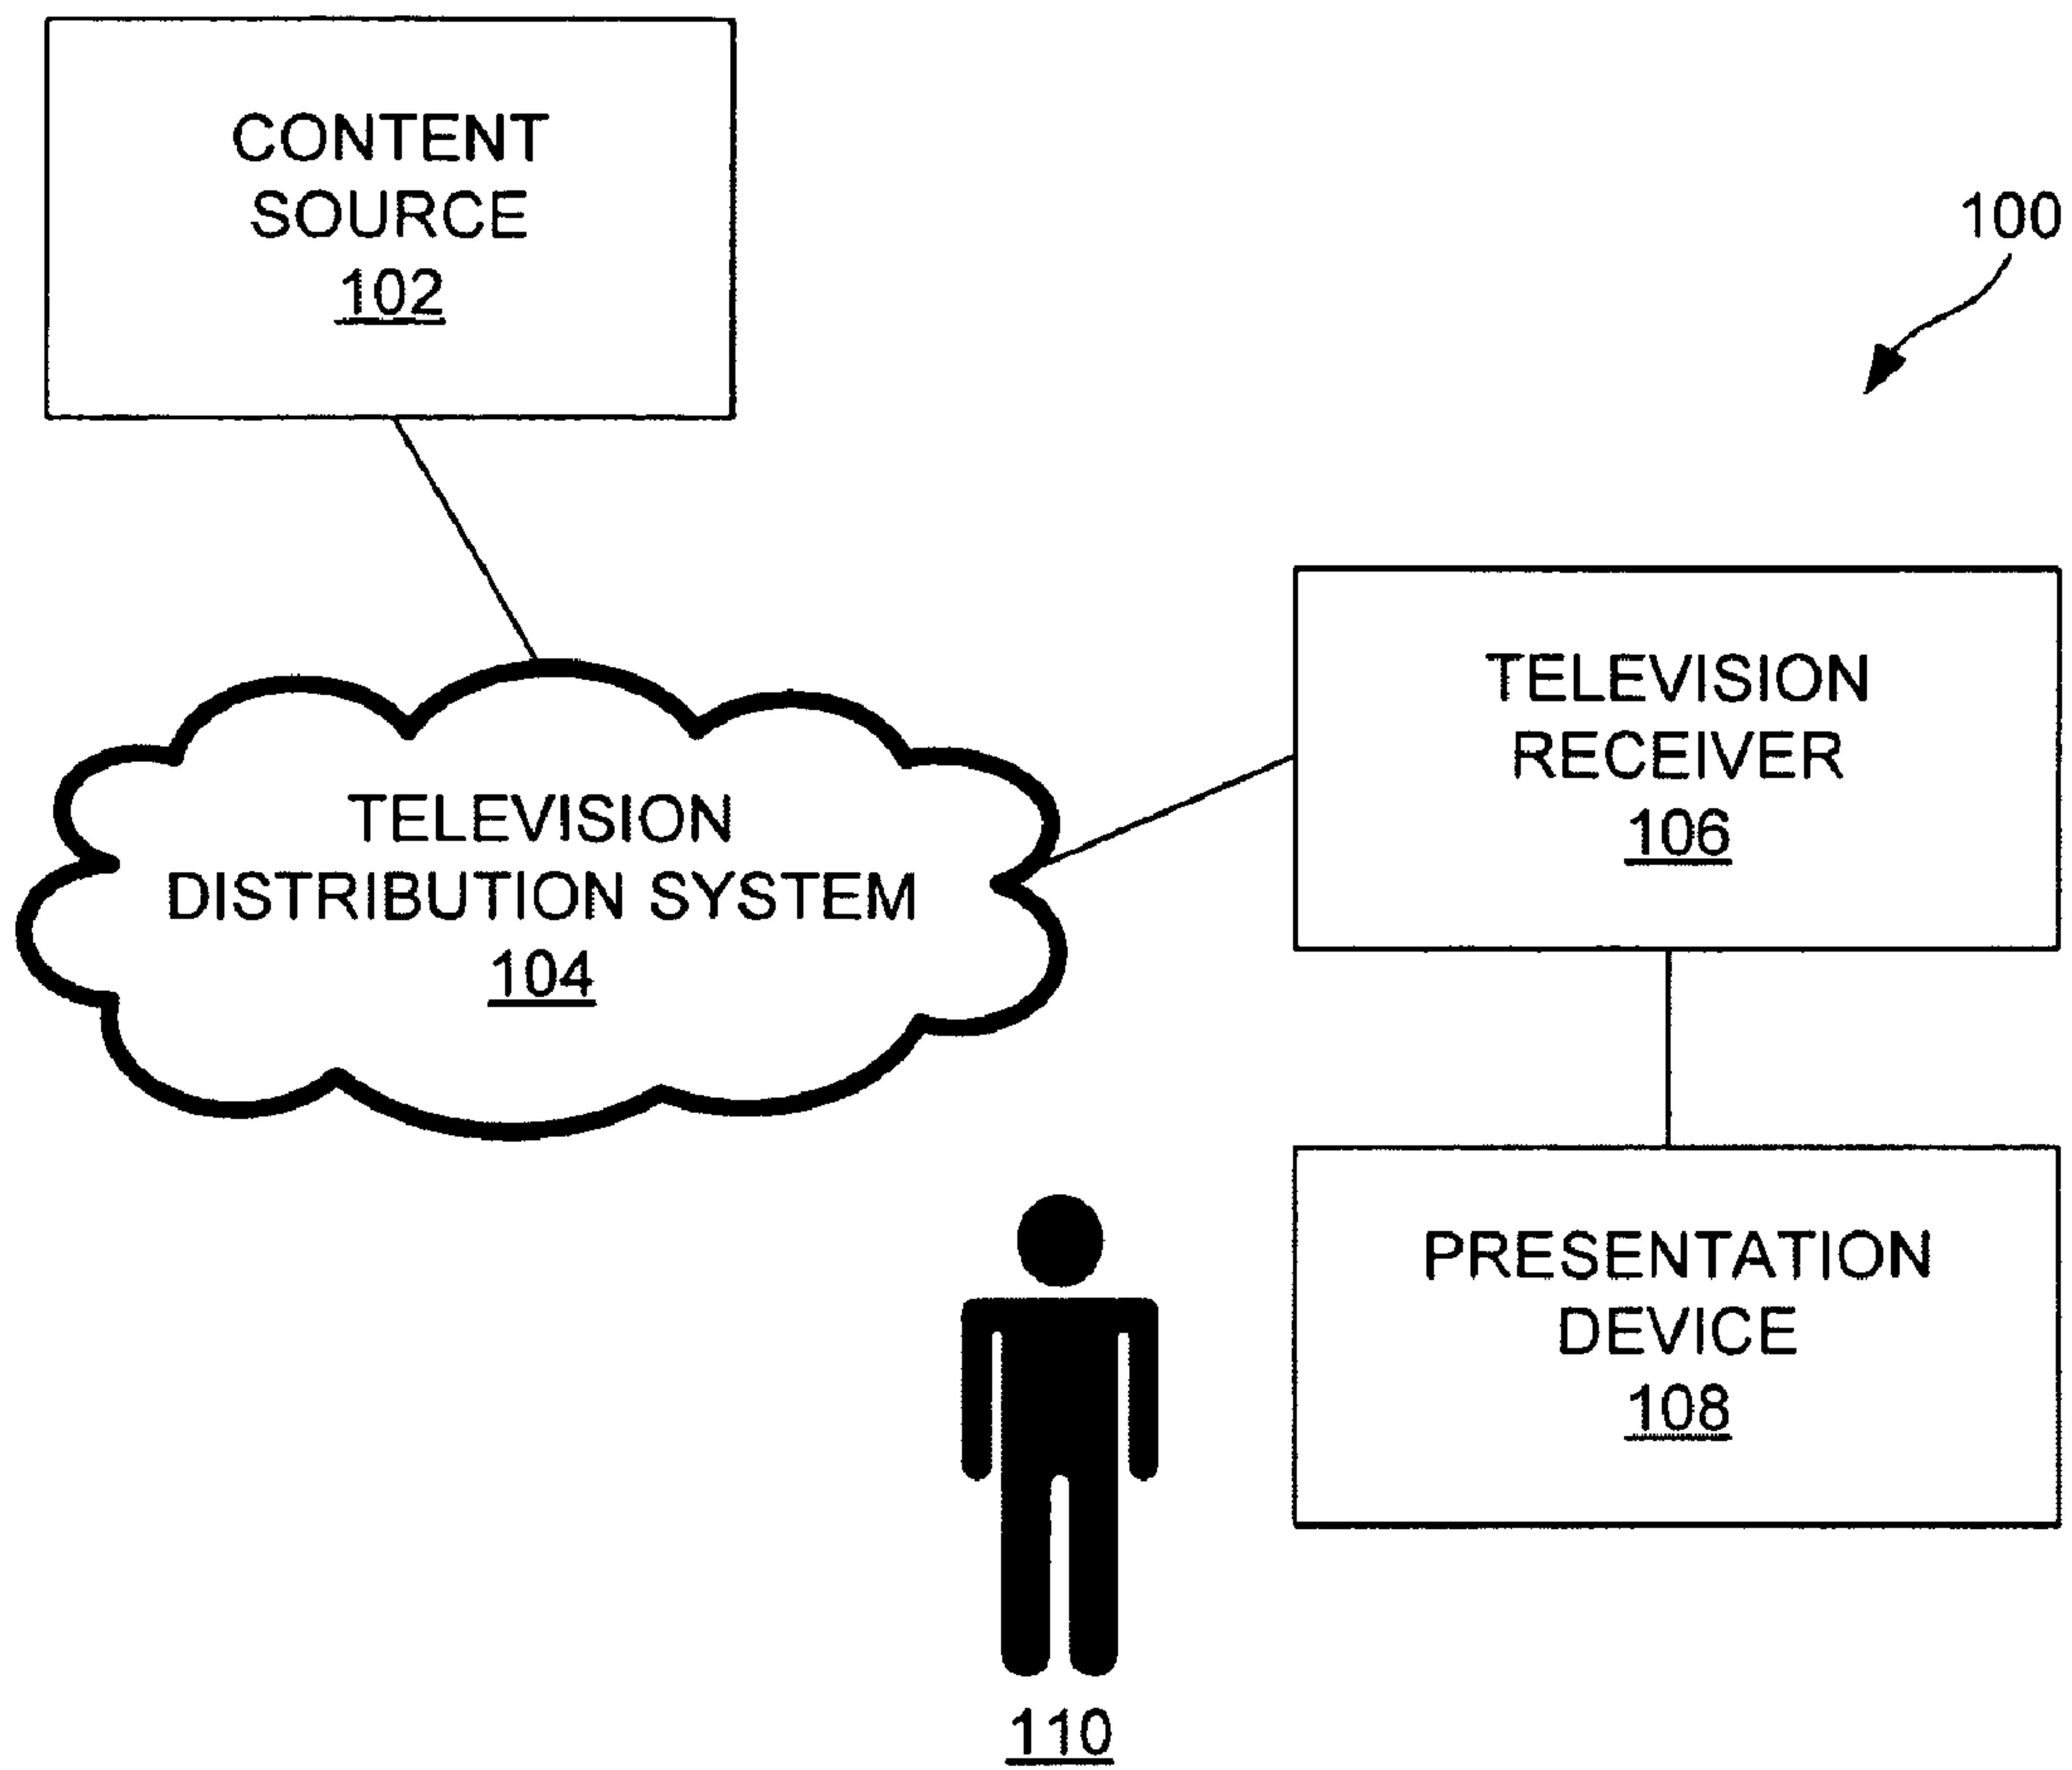 CONTENT
SOURCE
102
100
TELEVISION
RECEIVER
106
TELEVISION
DISTRIBUTION SYSTEM
104
PRESENTATION
DEVICE
108
110